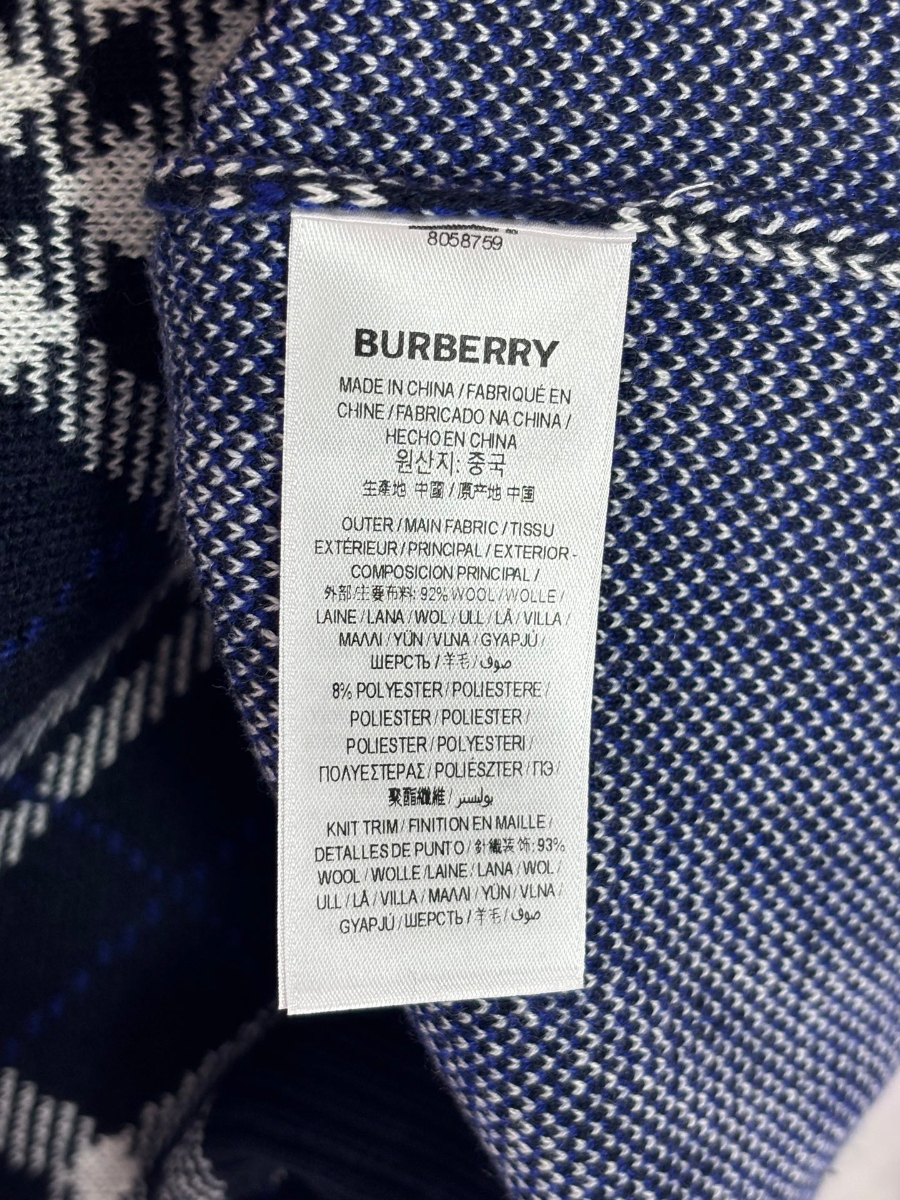 8058759
BURBERRY
MADE IN CHINA / FABRIQUÉ EN
CHINE / FABRICADO NA CHINA /
HECHO EN CHINA
원산지: 중국
生產地 中國 / 原产地 中国
OUTER / MAIN FABRIC / TISSU
EXTÉRIEUR / PRINCIPAL / EXTERIOR -
COMPOSICION PRINCIPAL /
外部/主要布料: 92% WOOL / WOLLE /
LAINE / LANA / WOL / ULL / LÃ / VILLA /
ΜΑΛΛΙ / YÜN / VLNA / GYAPJÚ /
ШЕРСТЬ / 羊毛 / صوف /
8% POLYESTER / POLIESTERE /
POLIESTER / POLIESTER /
POLIESTER / POLYESTERI /
ΠΟΛΥΕΣΤΕΡΑΣ / POLIÉSZTER / ПЭ /
聚酯纖維 / بوليستر
KNIT TRIM / FINITION EN MAILLE /
DETALLES DE PUNTO / 針織装饰: 93%
WOOL / WOLLE / LAINE / LANA / WOL /
ULL / LÃ / VILLA / ΜΑΛΛΙ / YÜN / VLNA /
GYAPJÚ / ШЕРСТЬ / 羊毛 / صوف /